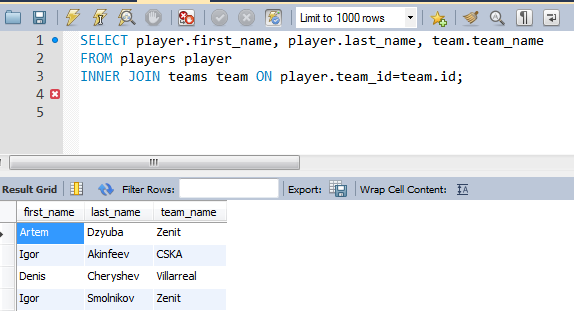 Limit to 1000 rows
1 SELECT player.first_name, player.last_name, team.team_name
2 FROM players player
3 INNER JOIN teams team ON player.team_id=team.id;
4
5
Result Grid Filter Rows: Export: Wrap Cell Content: IA
first_name last_name team_name
Artem Dzyuba Zenit
Igor Akinfeev CSKA
Denis Cheryshev Villarreal
Igor Smolnikov Zenit